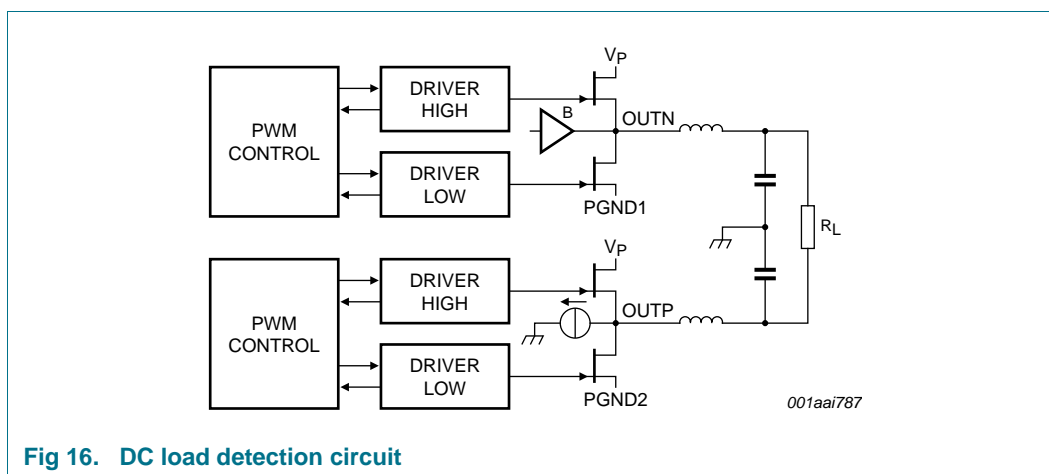 VP
PWM CONTROL
DRIVER HIGH
B
OUTN
DRIVER LOW
PGND1
RL
VP
PWM CONTROL
DRIVER HIGH
OUTP
DRIVER LOW
PGND2
001aai787
Fig 16. DC load detection circuit